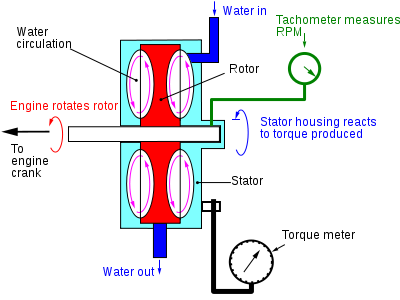 Water in
Tachometer measures
RPM
Water
circulation
Rotor
Engine rotates rotor
Stator housing reacts
to torque produced
To
engine
crank
Stator
Torque meter
Water out